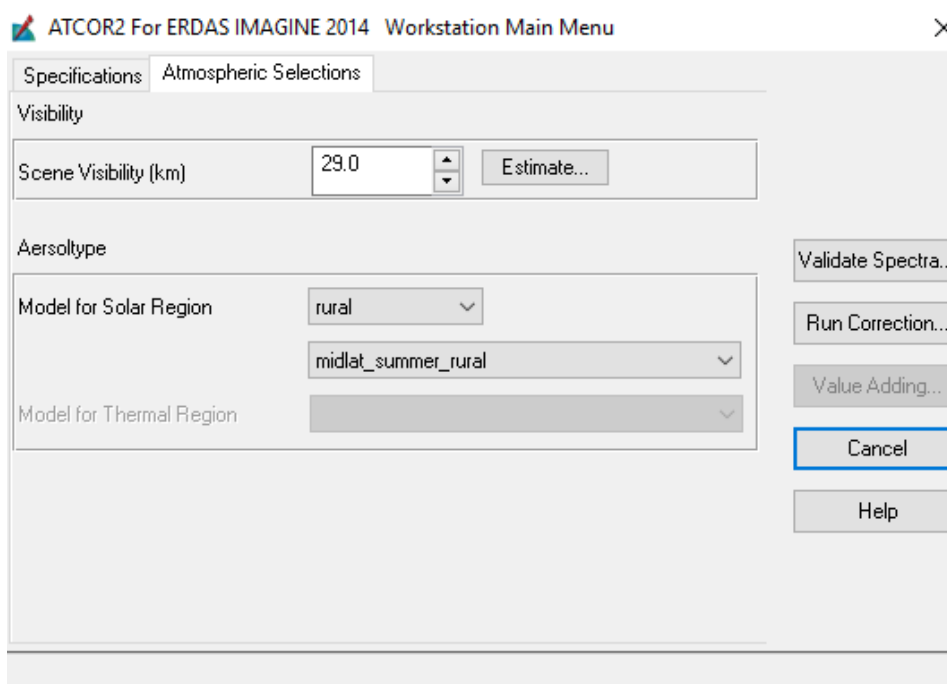 ATCOR2 For ERDAS IMAGINE 2014   Workstation Main Menu
Specifications
Atmospheric Selections
Visibility
Scene Visibility (km)
29.0
Estimate...
Aersoltype
Model for Solar Region
rural
midlat_summer_rural
Model for Thermal Region
Validate Spectra..
Run Correction...
Value Adding...
Cancel
Help